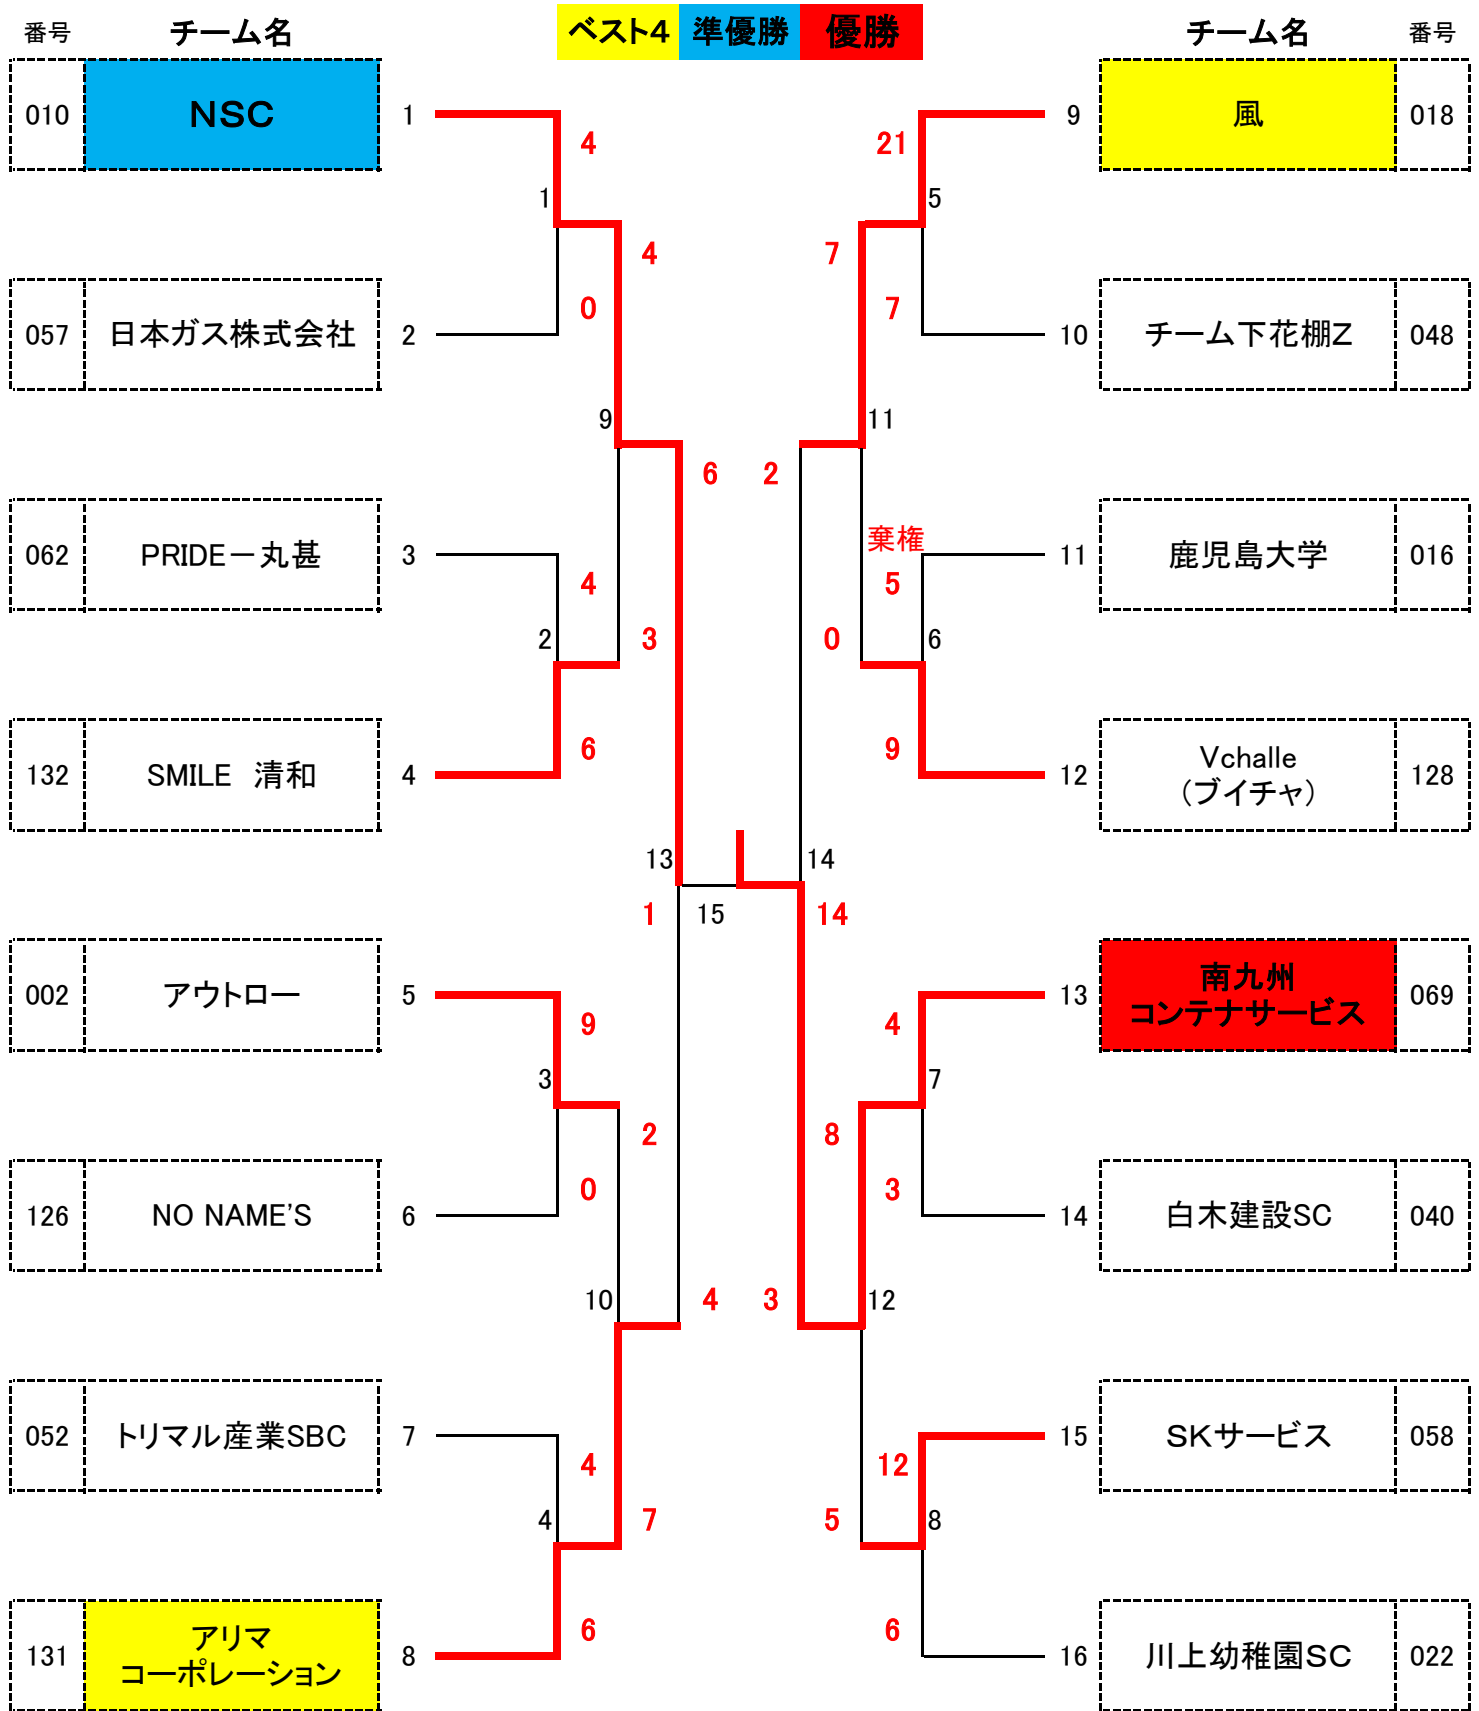 番号 チーム名 ベスト4 準優勝 優勝 チーム名 番号
010 NSC 1 4 21 9 風 018
1 5
4 7
057 日本ガス株式会社 2 0 7 10 チーム下花棚Z 048
9 11
6 2
棄権
062 PRIDE一丸甚 3 4 5 11 鹿児島大学 016
2 3 0 6
132 SMILE 清和 4 6 9 12 Vchalle
(ブイチャ) 128
13 14
1 15 14
002 アウトロー 5 9 4 13 南九州
コンテナサービス 069
3 7
2 8
126 NO NAME'S 6 0 3 14 白木建設SC 040
10 4 3 12
052 トリマル産業SBC 7 4 12 15 SKサービス 058
4 7 5 8
131 アリマ
コーポレーション 8 6 6 16 川上幼稚園SC 022